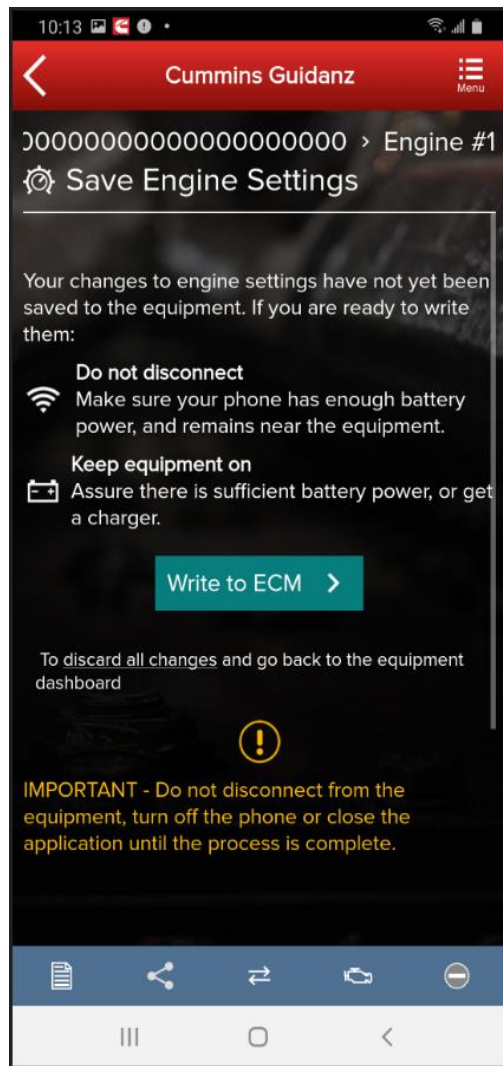 10:13
Cummins Guidanz
Menu
00000000000000000000000 > Engine #1
Save Engine Settings
Your changes to engine settings have not yet been
saved to the equipment. If you are ready to write
them:
Do not disconnect
Make sure your phone has enough battery
power, and remains near the equipment.
Keep equipment on
Assure there is sufficient battery power, or get
a charger.
Write to ECM >
To discard all changes and go back to the equipment
dashboard
IMPORTANT - Do not disconnect from the
equipment, turn off the phone or close the
application until the process is complete.